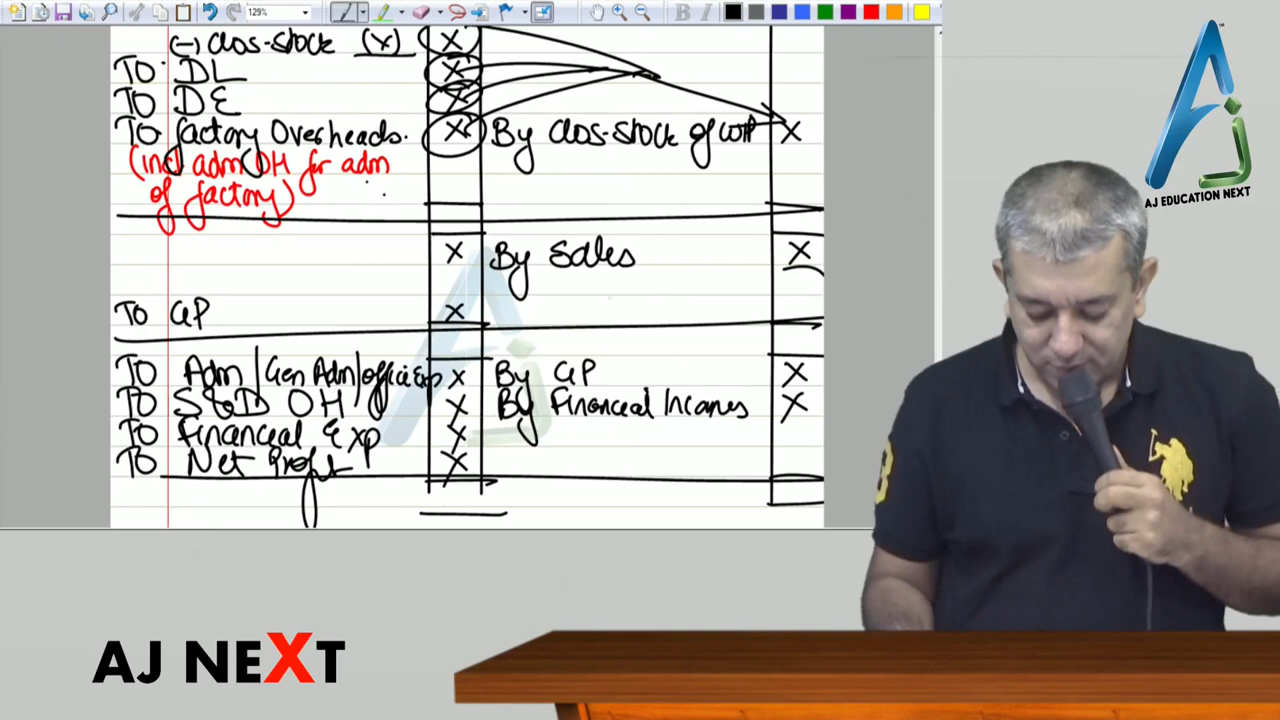 129%
B I U
(-) Clos-stock (X) X
To DL X
To DE X
To factory Overheads. X By Clos-stock of WIP X
(incl adm OH for adm
of factory)
X By Sales X
To GP X
To Adm/Gen Adm/office Exp X By GP X
To S&D OH X By Financial Incomes X
To Financial Exp X
To Net Profit X
AJ EDUCATION NEXT
AJ NEXT